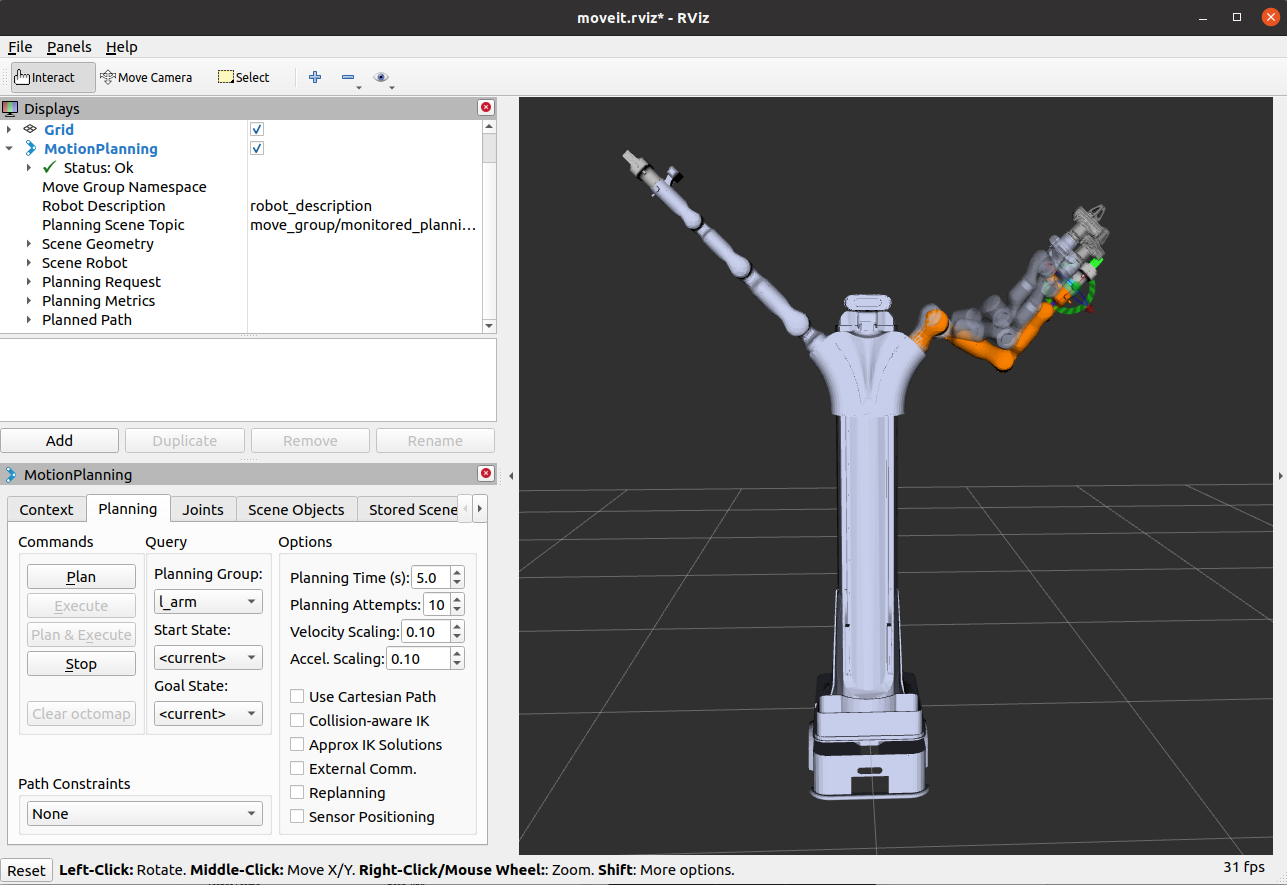 moveit.rviz* - RViz
File Panels Help
Interact Move Camera Select
Displays
Grid
MotionPlanning
Status: Ok
Move Group Namespace
Robot Description robot_description
Planning Scene Topic move_group/monitored_planni...
Scene Geometry
Scene Robot
Planning Request
Planning Metrics
Planned Path
Add Duplicate Remove Rename
MotionPlanning
Context Planning Joints Scene Objects Stored Scene
Commands Query Options
Plan
Execute
Plan & Execute
Stop
Clear octomap
Planning Group:
l_arm
Start State:
<current>
Goal State:
<current>
Planning Time (s): 5.0
Planning Attempts: 10
Velocity Scaling: 0.10
Accel. Scaling: 0.10
Use Cartesian Path
Collision-aware IK
Approx IK Solutions
External Comm.
Replanning
Sensor Positioning
Path Constraints
None
Reset Left-Click: Rotate. Middle-Click: Move X/Y. Right-Click/Mouse Wheel:: Zoom. Shift: More options. 31 fps